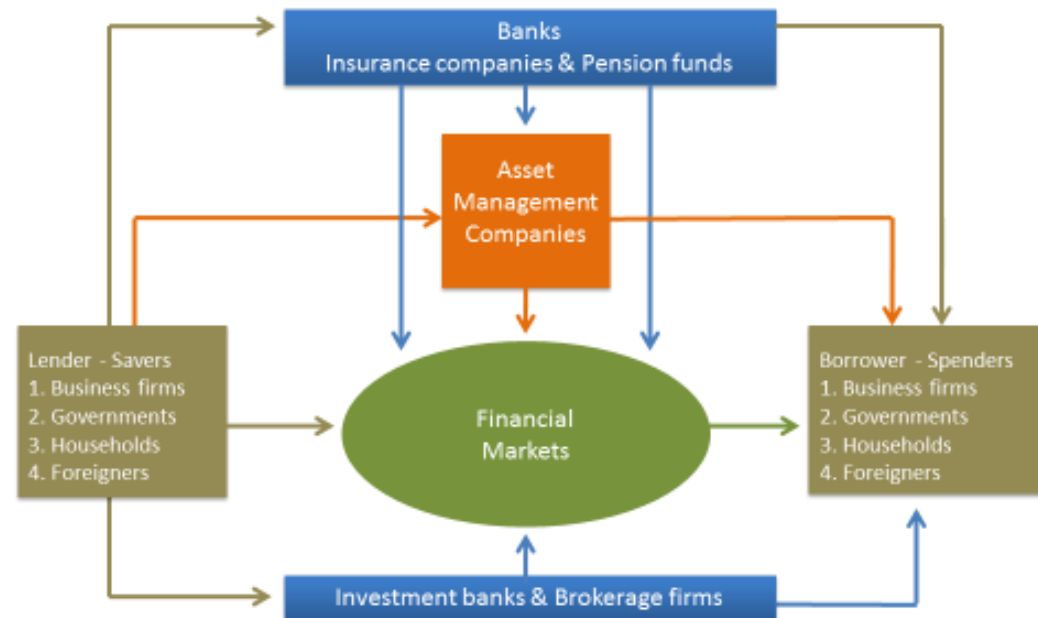 Banks
Insurance companies & Pension funds
Asset
Management
Companies
Lender - Savers
1. Business firms
2. Governments
3. Households
4. Foreigners
Financial
Markets
Borrower - Spenders
1. Business firms
2. Governments
3. Households
4. Foreigners
Investment banks & Brokerage firms